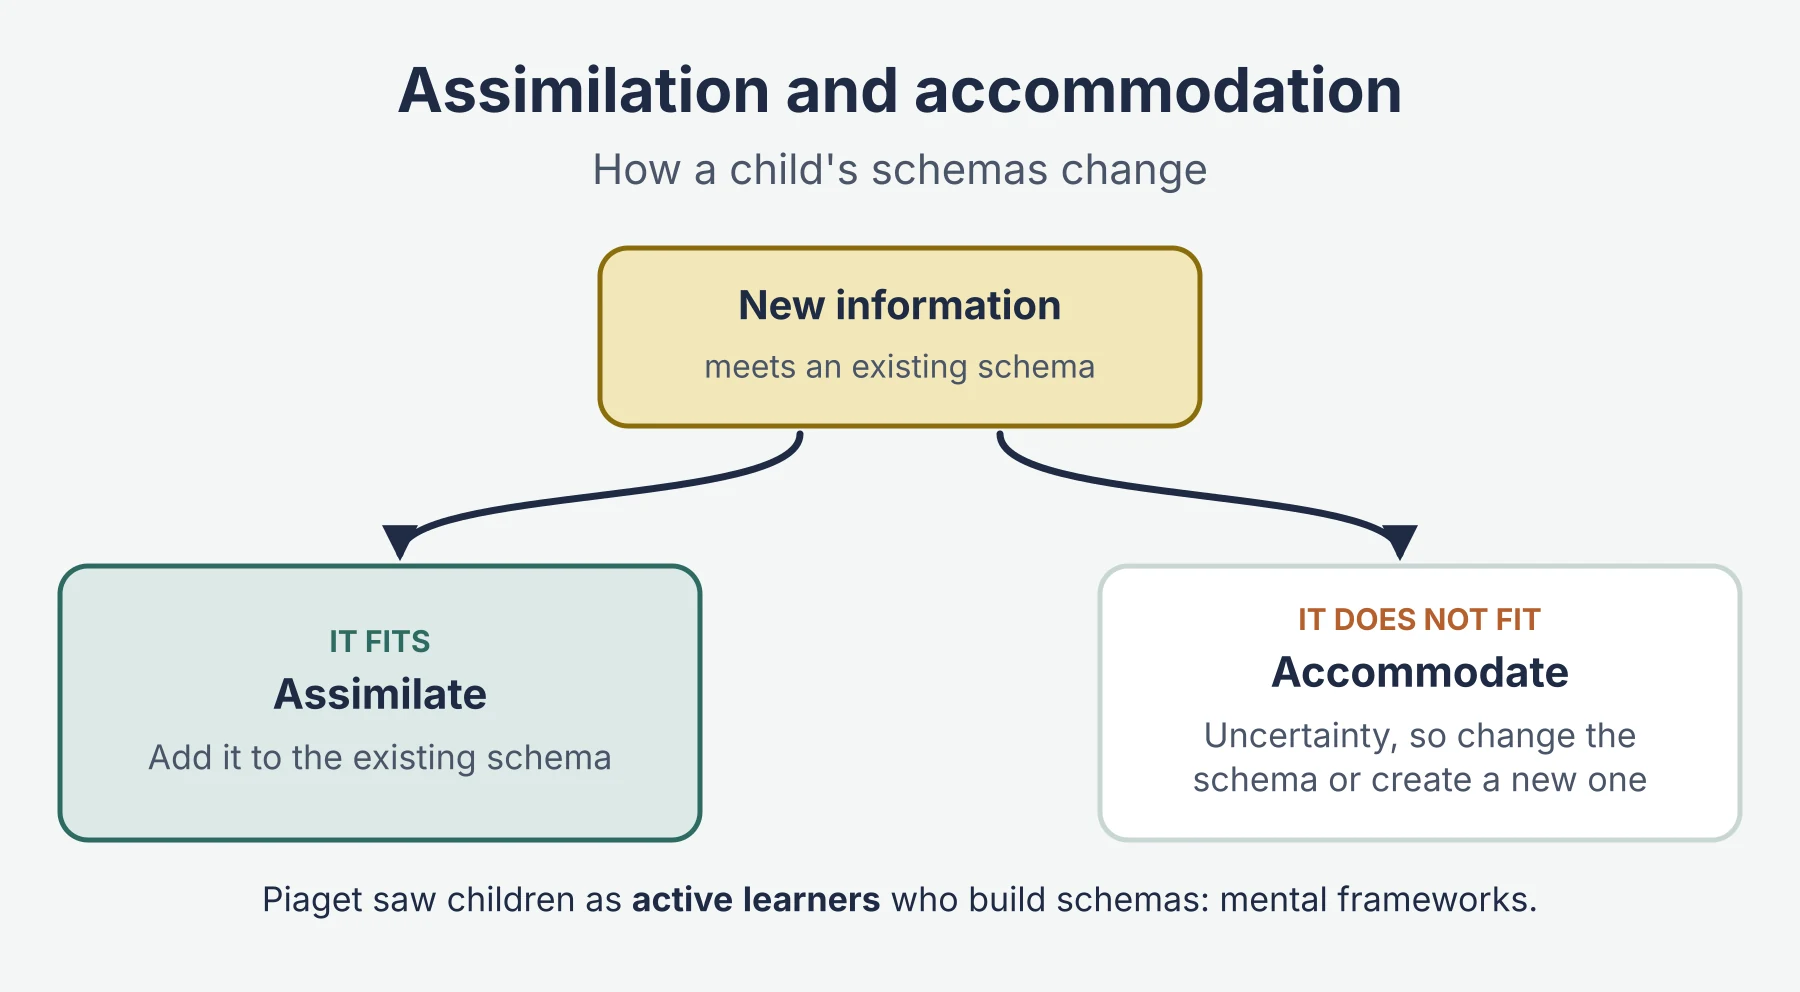 Assimilation and accommodation
How a child's schemas change
New information
meets an existing schema
IT FITS
Assimilate
Add it to the existing schema
IT DOES NOT FIT
Accommodate
Uncertainty, so change the
schema or create a new one
Piaget saw children as active learners who build schemas: mental frameworks.